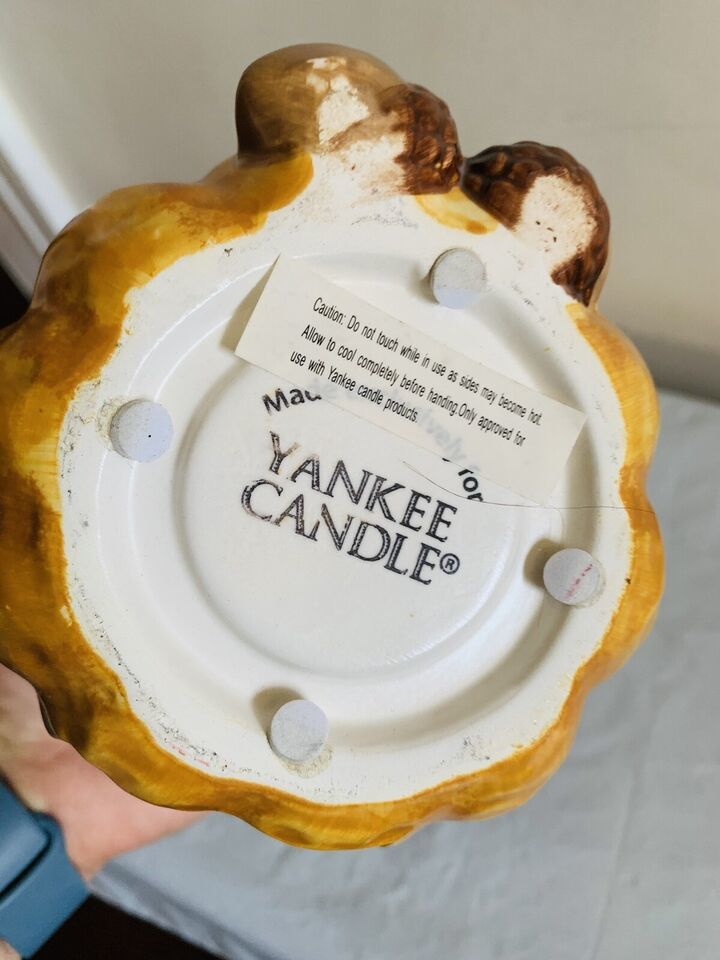 Caution: Do not touch while in use as sides may become hot.
Allow to cool completely before handing.Only approved for
use with Yankee candle products.
for
YANKEE
CANDLE®